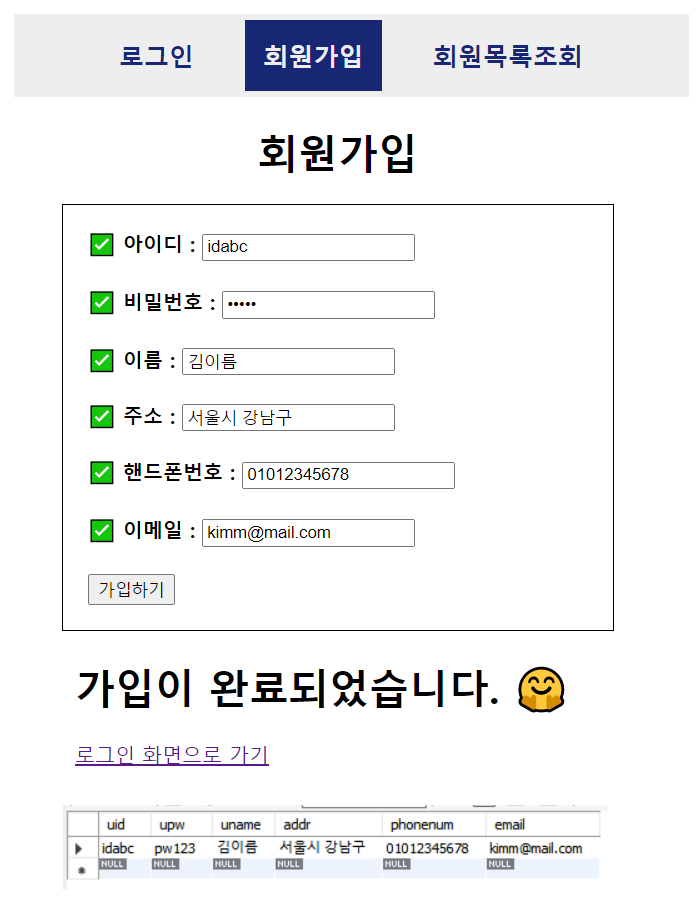 로그인 회원가입 회원목록조회
회원가입
✅ 아이디 : idabc
✅ 비밀번호 : •••••
✅ 이름 : 김이름
✅ 주소 : 서울시 강남구
✅ 핸드폰번호 : 01012345678
✅ 이메일 : kimm@mail.com
가입하기
가입이 완료되었습니다. 🤗
로그인 화면으로 가기
uid upw uname addr phonenum email
idabc pw123 김이름 서울시 강남구 01012345678 kimm@mail.com
NULL NULL NULL NULL NULL NULL